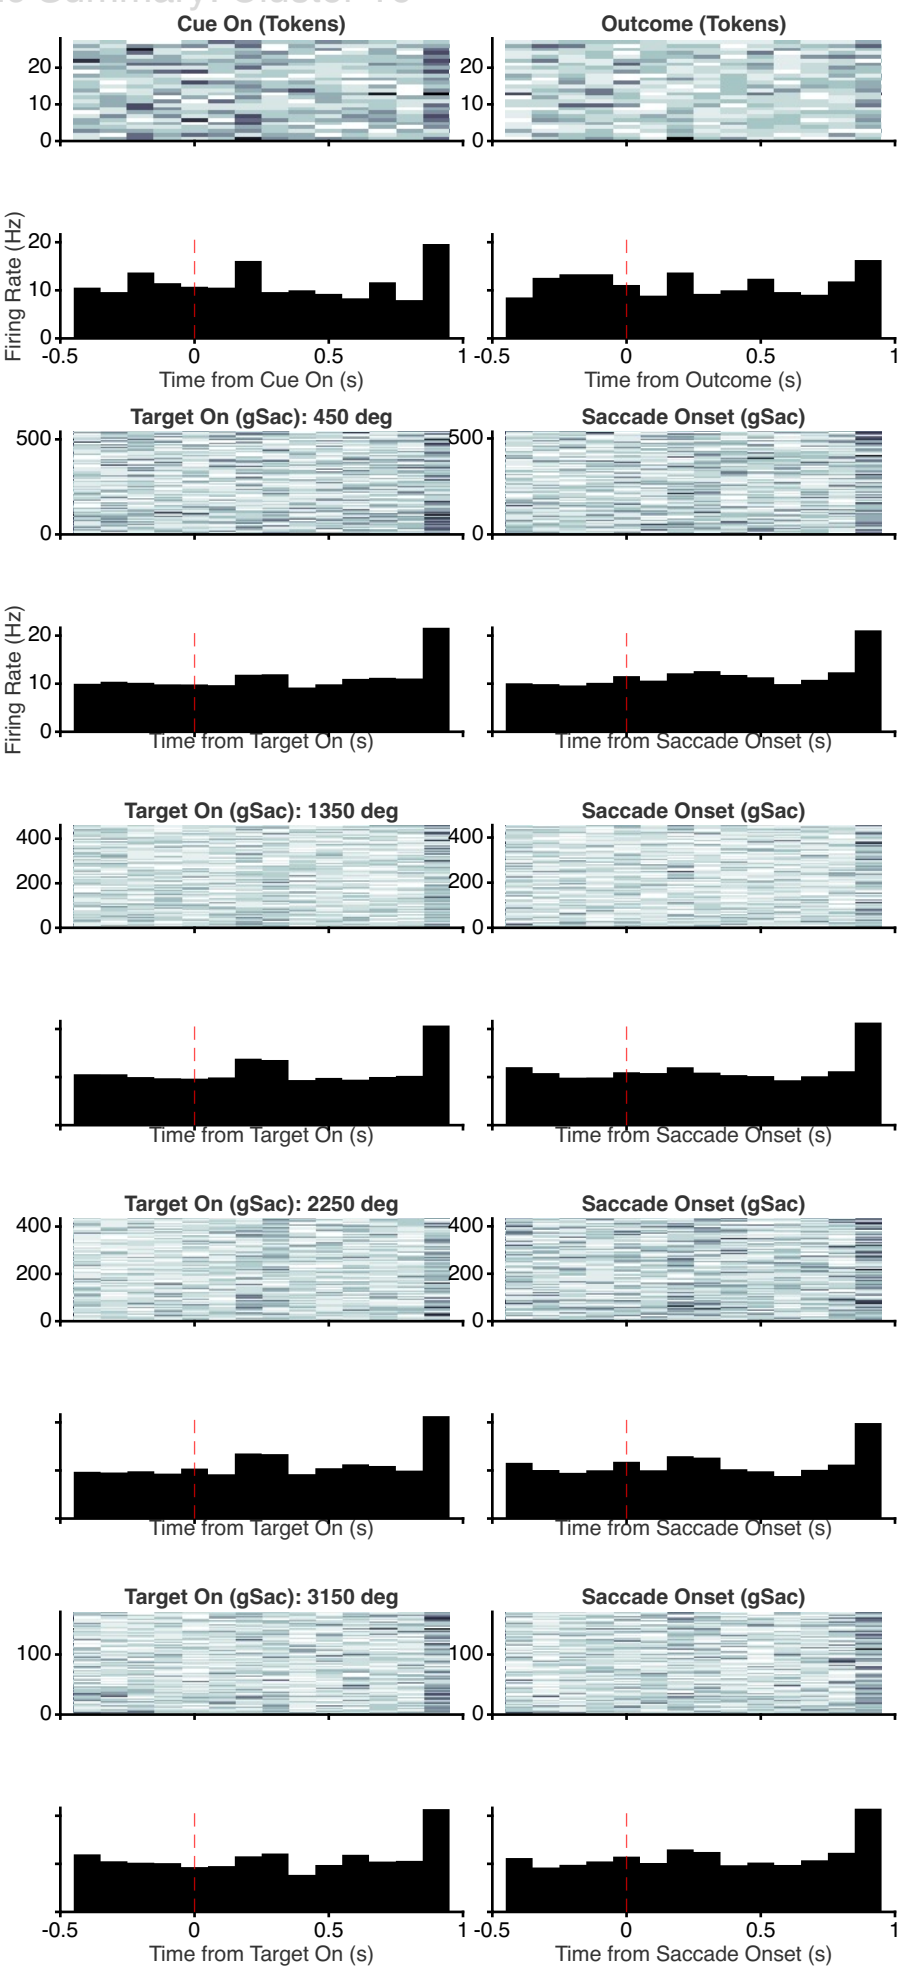 Summary: Cluster
Cue On (Tokens) Outcome (Tokens)
20 20
10 10
0 0
Firing Rate (Hz)
20
10
0
-0.5 0 0.5 1 -0.5 0 0.5 1
Time from Cue On (s) Time from Outcome (s)
Target On (gSac): 450 deg Saccade Onset (gSac)
500 500
0 0
Firing Rate (Hz)
20
10
0
Time from Target On (s) Time from Saccade Onset (s)
Target On (gSac): 1350 deg Saccade Onset (gSac)
400 400
200 200
0 0
Time from Target On (s) Time from Saccade Onset (s)
Target On (gSac): 2250 deg Saccade Onset (gSac)
400 400
200 200
0 0
Time from Target On (s) Time from Saccade Onset (s)
Target On (gSac): 3150 deg Saccade Onset (gSac)
100 100
0 0
-0.5 0 0.5 1 -0.5 0 0.5 1
Time from Target On (s) Time from Saccade Onset (s)